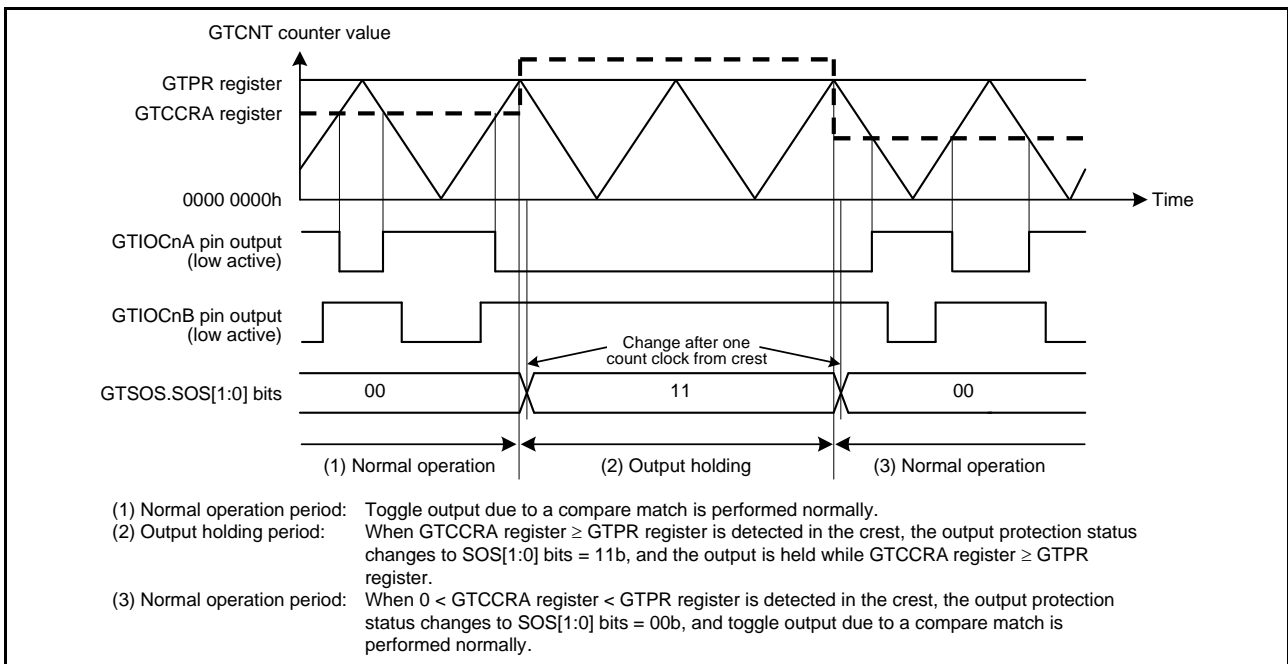 GTCNT counter value
GTPR register
GTCCRA register
0000 0000h
Time
GTIOCnA pin output
(low active)
GTIOCnB pin output
(low active)
Change after one
count clock from crest
GTSOS.SOS[1:0] bits
00
11
00
(1) Normal operation
(2) Output holding
(3) Normal operation
(1) Normal operation period: Toggle output due to a compare match is performed normally.
(2) Output holding period: When GTCCRA register ≥ GTPR register is detected in the crest, the output protection status
changes to SOS[1:0] bits = 11b, and the output is held while GTCCRA register ≥ GTPR
register.
(3) Normal operation period: When 0 < GTCCRA register < GTPR register is detected in the crest, the output protection
status changes to SOS[1:0] bits = 00b, and toggle output due to a compare match is
performed normally.